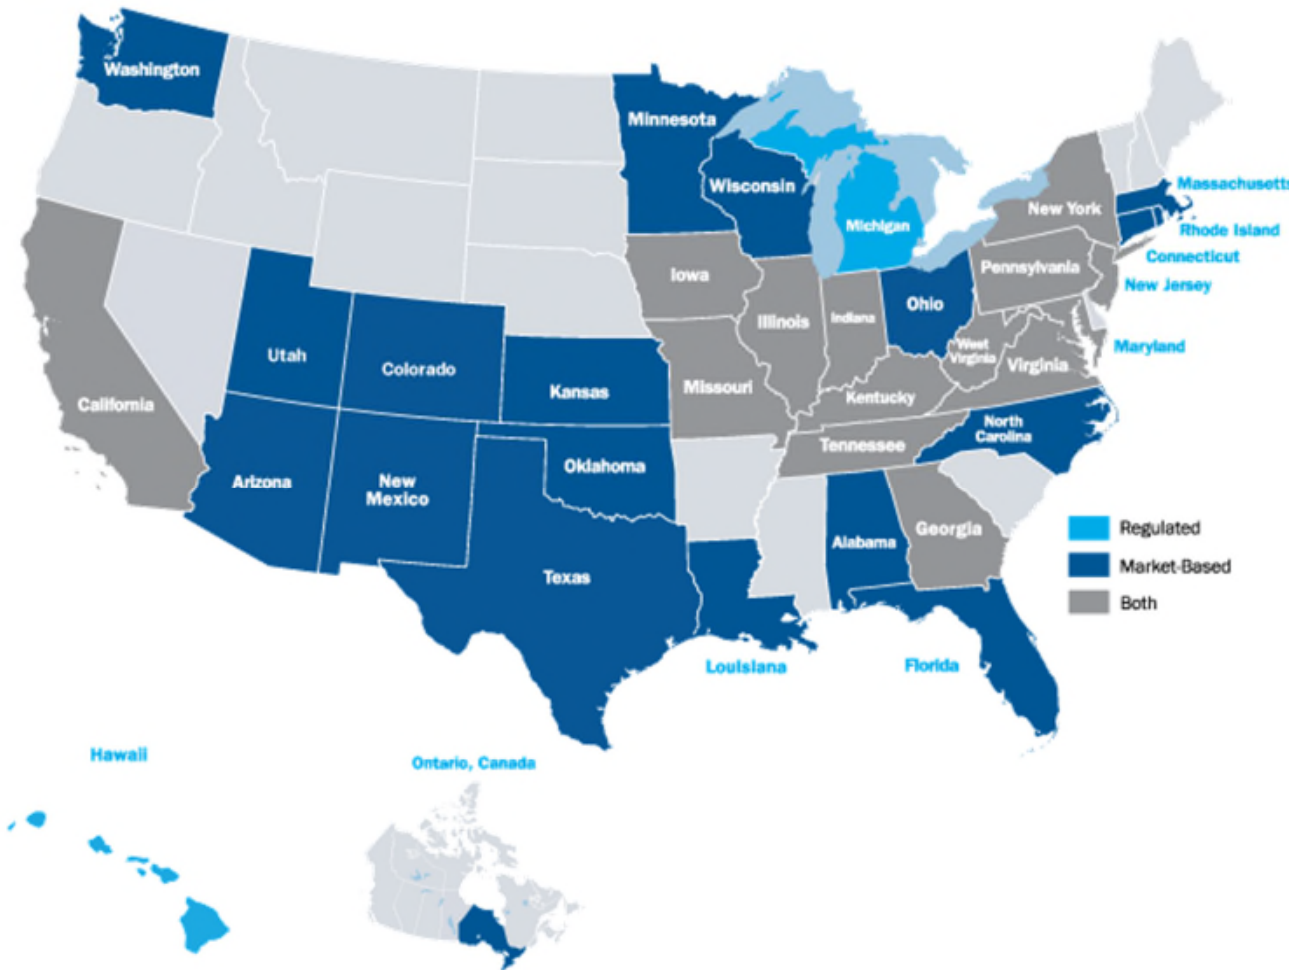 Washington
Minnesota
Wisconsin
Michigan
Massachusetts
New York
Rhode Island
Connecticut
Iowa
Pennsylvania
New Jersey
Ohio
Illinois
Indiana
West
Virginia
Maryland
Utah
Colorado
Virginia
Kansas
Missouri
Kentucky
California
North
Carolina
Tennessee
Oklahoma
Arizona
New
Mexico
Georgia
Regulated
Alabama
Market-Based
Texas
Both
Louisiana
Florida
Hawaii
Ontario, Canada